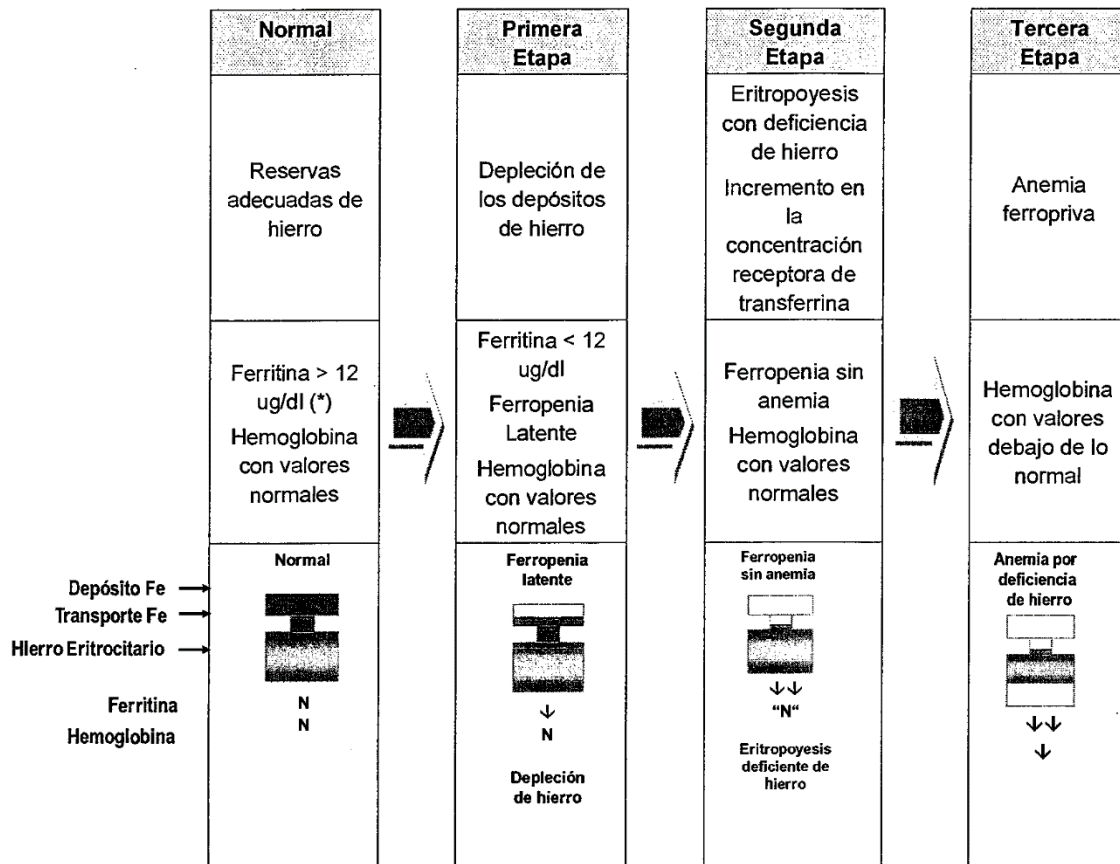 Normal
Reservas
adecuadas de
hierro
Ferritina > 12
ug/dl (*)
Hemoglobina
con valores
normales
Normal
N
N
Primera
Etapa
Depleción de
los depósitos
de hierro
Ferritina < 12
ug/dl
Ferropenia
Latente
Hemoglobina
con valores
normales
Ferropenia
latente
↓
N
Depleción
de hierro
Segunda
Etapa
Eritropoyesis
con deficiencia
de hierro
Incremento en
la
concentración
receptora de
transferrina
Ferropenia sin
anemia
Hemoglobina
con valores
normales
Ferropenia
sin anemia
↓↓
"N"
Eritropoyesis
deficiente de
hierro
Tercera
Etapa
Anemia
ferropriva
Hemoglobina
con valores
debajo de lo
normal
Anemia por
deficiencia
de hierro
↓↓
↓
Depósito Fe
Transporte Fe
HIerro Eritrocitario
Ferritina
Hemoglobina